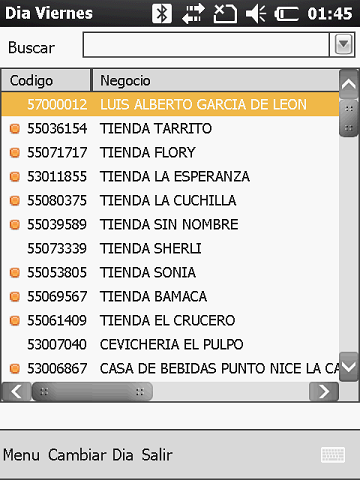 Dia Viernes 01:45
Buscar
Codigo Negocio
57000012 LUIS ALBERTO GARCIA DE LEON
55036154 TIENDA TARRITO
55071717 TIENDA FLORY
53011855 TIENDA LA ESPERANZA
55080375 TIENDA LA CUCHILLA
55039589 TIENDA SIN NOMBRE
55073339 TIENDA SHERLI
55053805 TIENDA SONIA
55069567 TIENDA BAMACA
55061409 TIENDA EL CRUCERO
53007040 CEVICHERIA EL PULPO
53006867 CASA DE BEBIDAS PUNTO NICE LA CA
Menu Cambiar Dia Salir